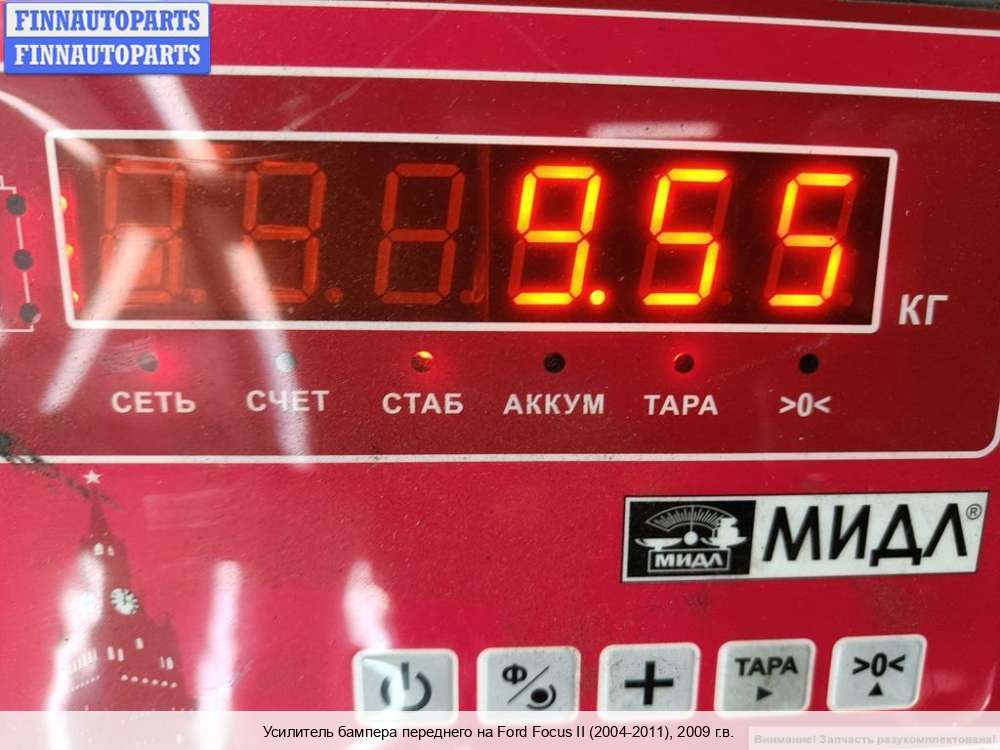 FINNAUTOPARTS
FINNAUTOPARTS
9.55
КГ
СЕТЬ СЧЕТ СТАБ АККУМ ТАРА >0<
МИДЛ МИДЛ®
Ф/ + ТАРА >0<
Усилитель бампера переднего на Ford Focus II (2004-2011), 2009 г.в.
Внимание! Запчасть разукомплектована!